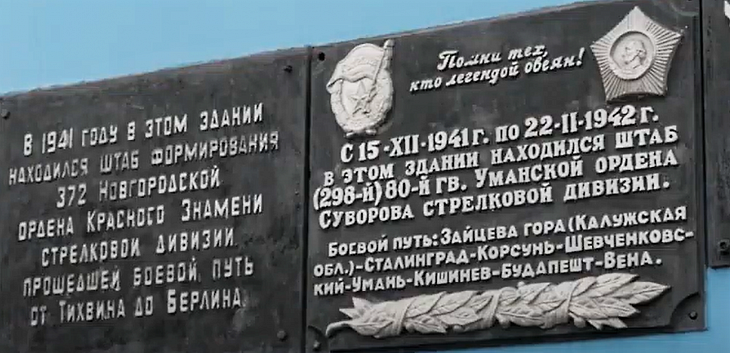 В 1941 ГОДУ В ЭТОМ ЗДАНИИ
НАХОДИЛСЯ ШТАБ ФОРМИРОВАНИЯ
372 НОВГОРОДСКОЙ
ОРДЕНА КРАСНОГО ЗНАМЕНИ
СТРЕЛКОВОЙ ДИВИЗИИ,
ПРОШЕДШЕЙ БОЕВОЙ ПУТЬ
ОТ ТИХВИНА ДО БЕРЛИНА.
Помни тех,
кто легендой овеян!
С 15-XII-1941 Г. ПО 22-II-1942 Г.
В ЭТОМ ЗДАНИИ НАХОДИЛСЯ ШТАБ
(298-Й) 80-Й ГВ. УМАНСКОЙ ОРДЕНА
СУВОРОВА СТРЕЛКОВОЙ ДИВИЗИИ.
БОЕВОЙ ПУТЬ: ЗАЙЦЕВА ГОРА (КАЛУЖСКАЯ
ОБЛ.)-СТАЛИНГРАД-КОРСУНЬ-ШЕВЧЕНКОВС-
КИЙ-УМАНЬ-КИШИНЕВ-БУДАПЕШТ-ВЕНА.